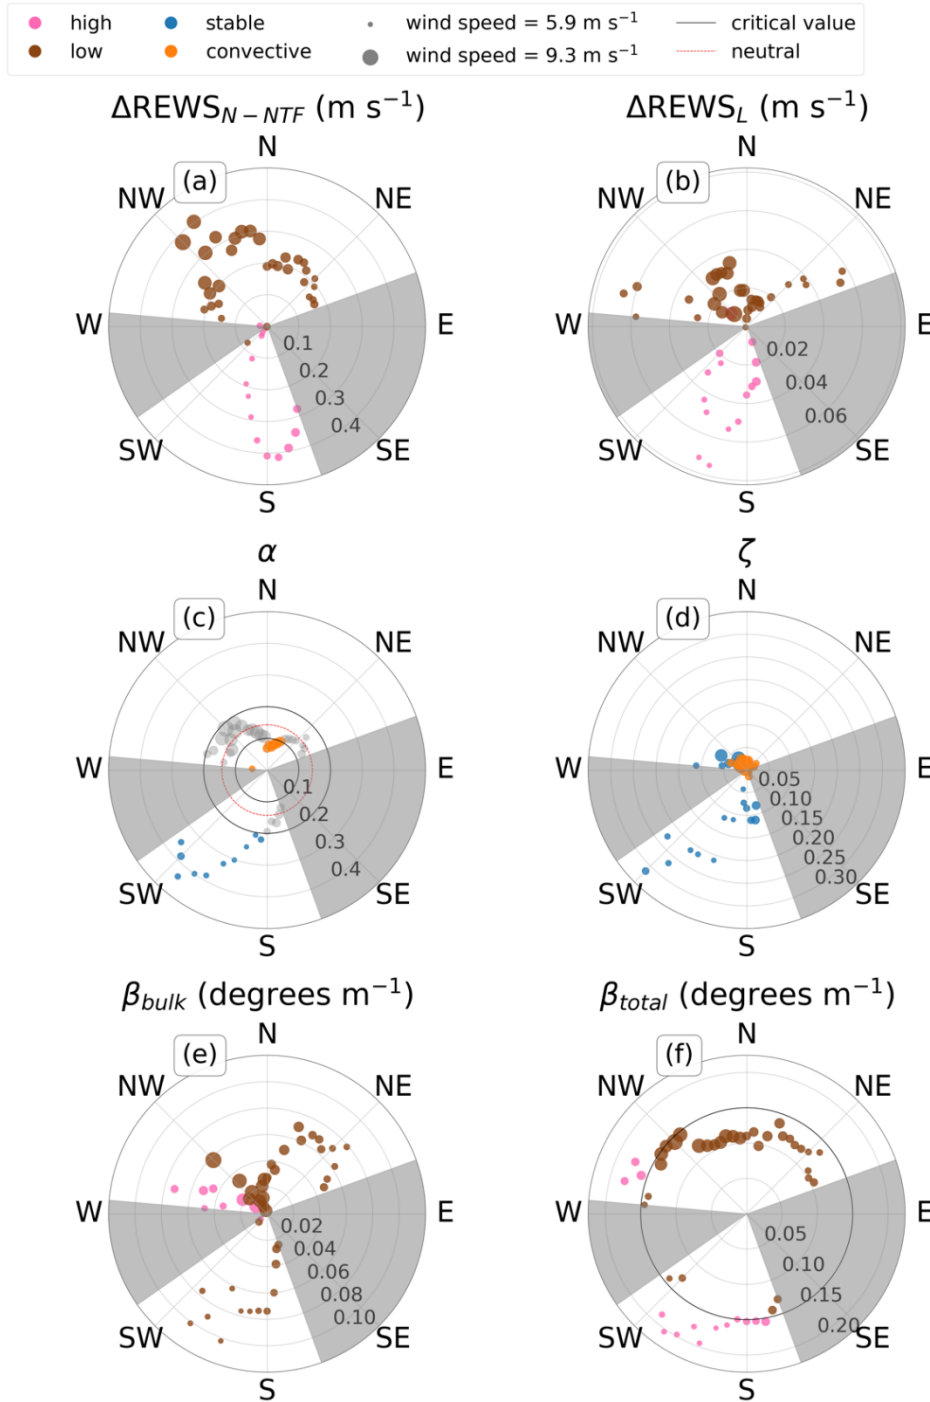 high stable wind speed = 5.9 m s⁻¹ critical value
low convective wind speed = 9.3 m s⁻¹ neutral
ΔREWS_{N − NTF} (m s⁻¹) ΔREWS_L (m s⁻¹)
N N
(a) (b)
NW NE NW NE
W E W E
0.1 0.02
0.2 0.04
0.3 0.06
0.4
SW SE SW SE
S S
α ζ
N N
(c) (d)
NW NE NW NE
W E W E
0.1 0.05
0.2 0.10
0.3 0.15
0.4 0.20
0.25
0.30
SW SE SW SE
S S
β_{bulk} (degrees m⁻¹) β_{total} (degrees m⁻¹)
N N
(e) (f)
NW NE NW NE
W E W E
0.02 0.05
0.04 0.10
0.06 0.15
0.08 0.20
0.10
SW SE SW SE
S S